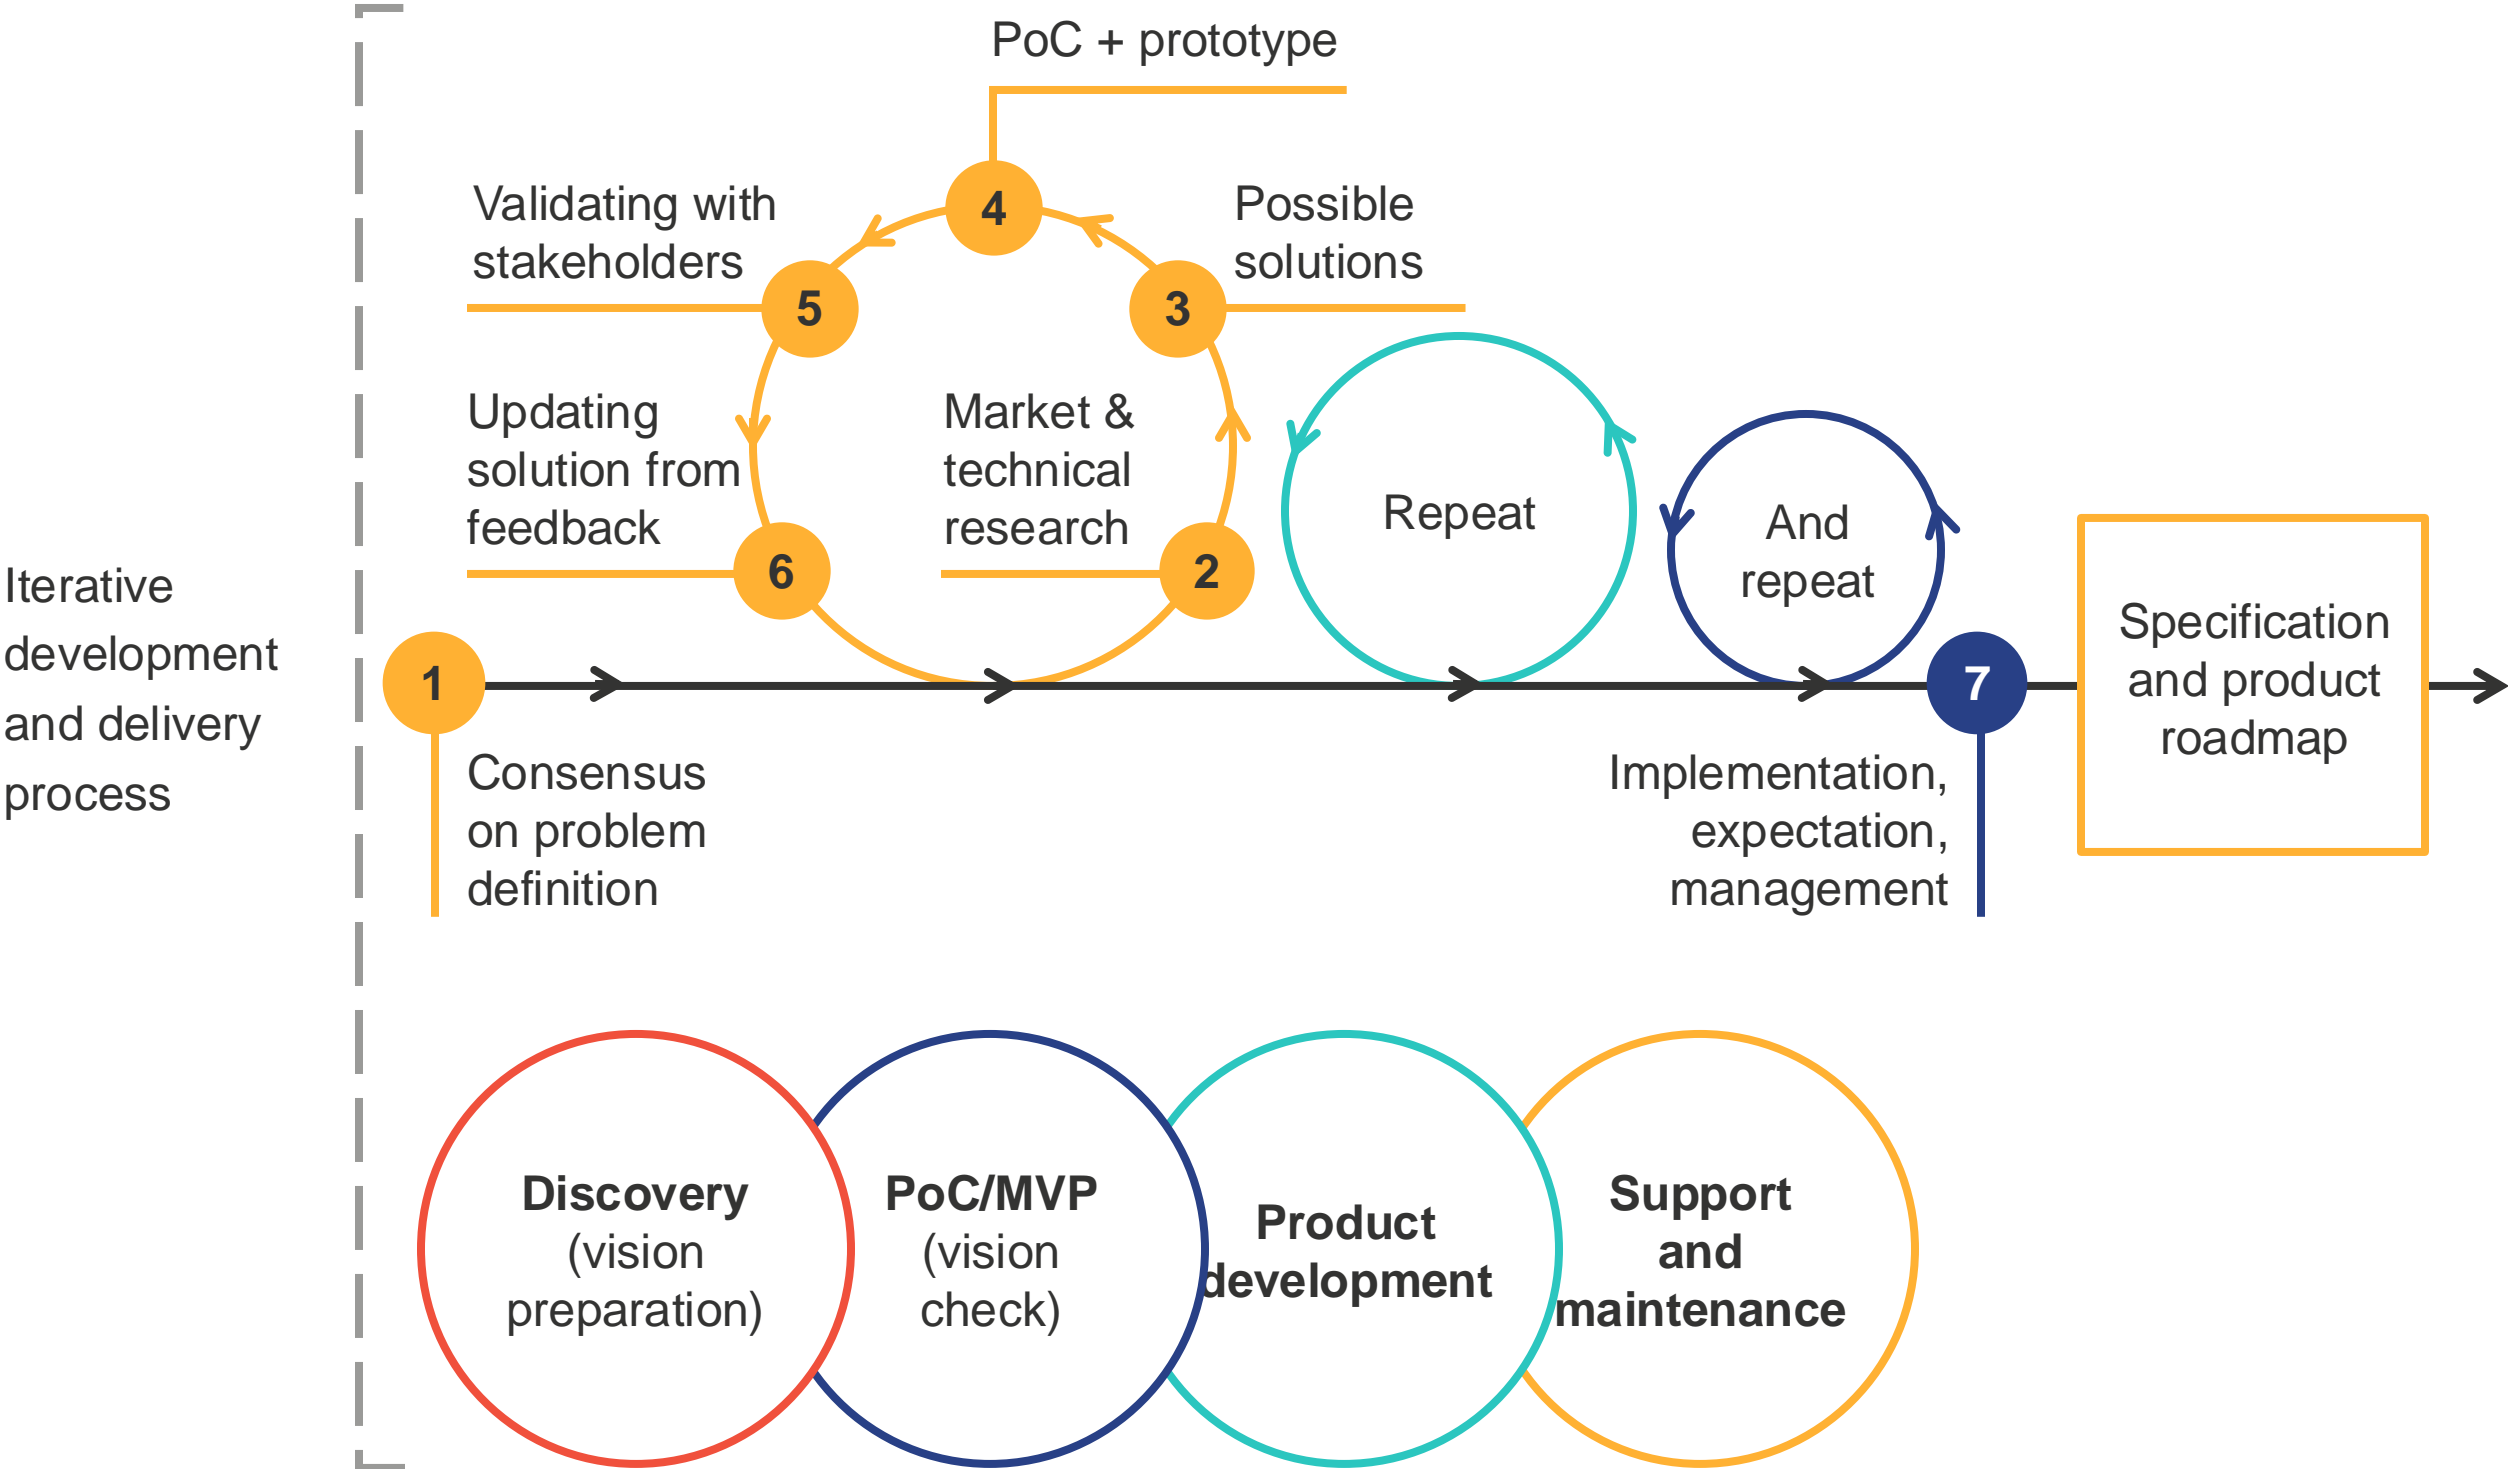 Iterative
development
and delivery
process
PoC + prototype
4
Validating with
stakeholders
5
Possible
solutions
3
Updating
solution from
feedback
6
Market &
technical
research
2
Repeat
And
repeat
1
Consensus
on problem
definition
7
Implementation,
expectation,
management
Specification
and product
roadmap
Discovery
(vision
preparation)
PoC/MVP
(vision
check)
Product
development
Support
and
maintenance